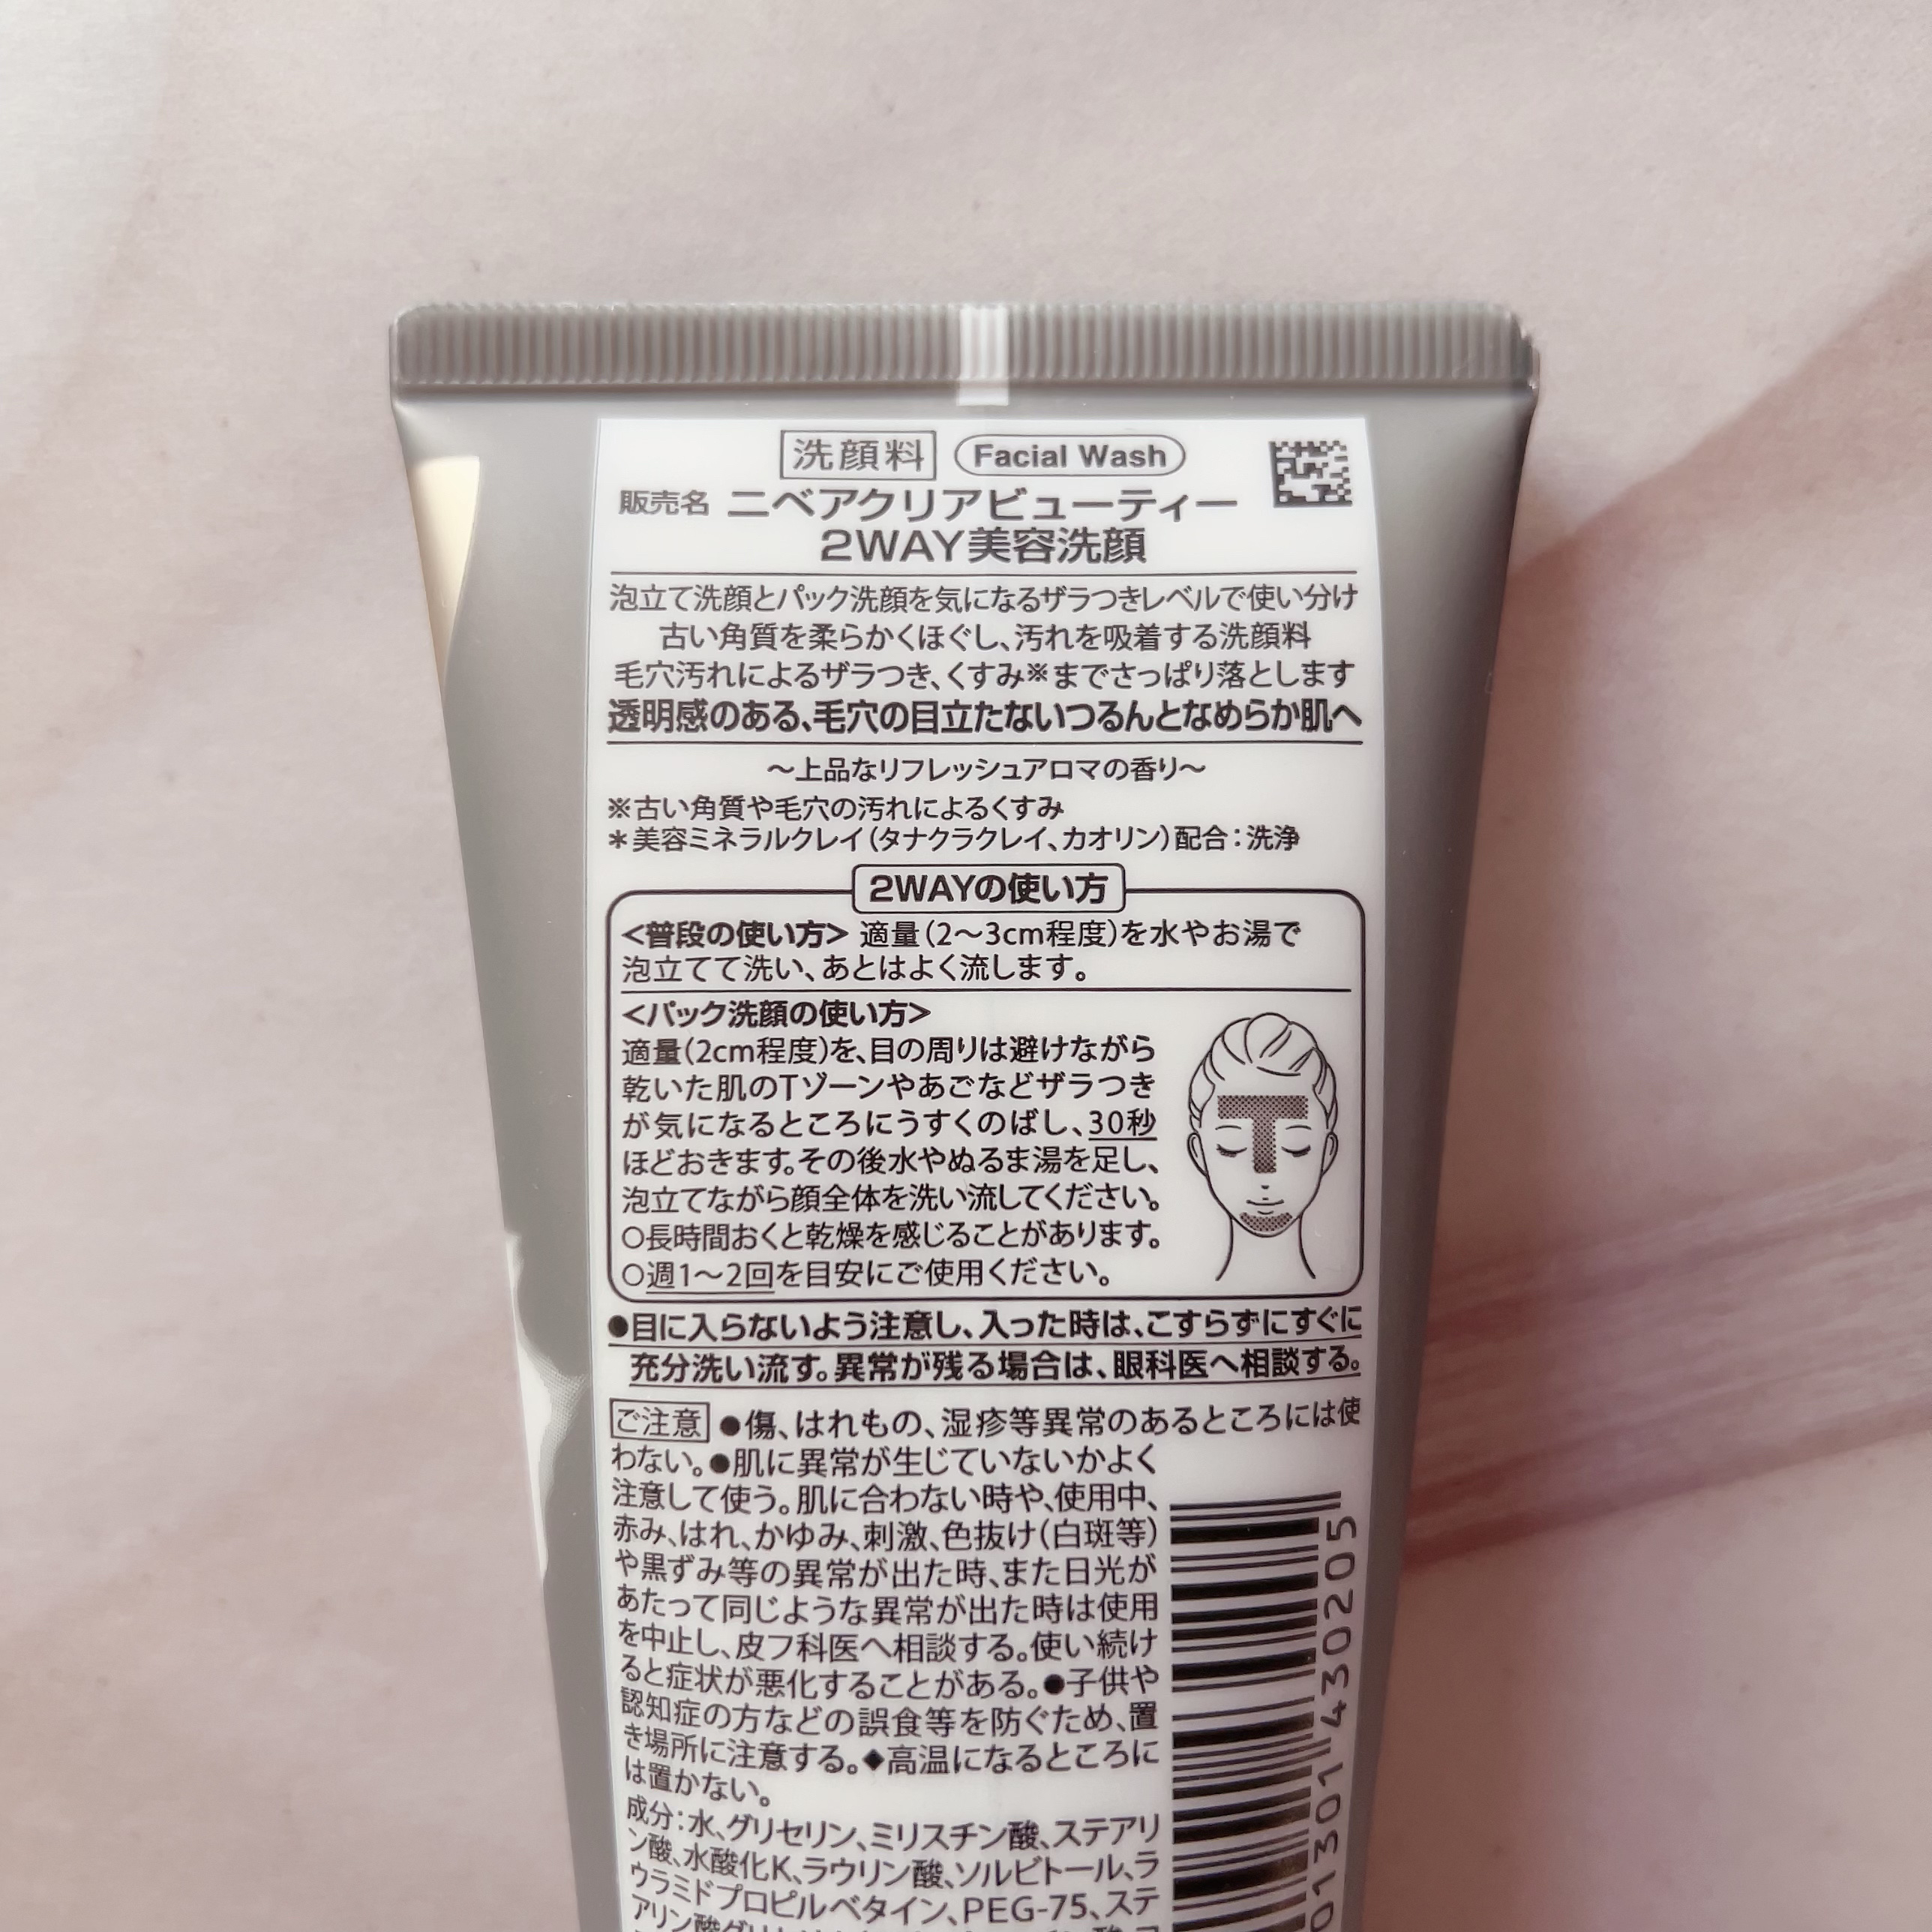 洗顔料 Facial Wash
販売名 ニベアクリアビューティー
2WAY美容洗顔
泡立て洗顔とパック洗顔を気になるザラつきレベルで使い分け
古い角質を柔らかくほぐし、汚れを吸着する洗顔料
毛穴汚れによるザラつき、くすみ※までさっぱり落とします
透明感のある、毛穴の目立たないつるんとなめらか肌へ
～上品なリフレッシュアロマの香り～
※古い角質や毛穴の汚れによるくすみ
＊美容ミネラルクレイ（タナクラクレイ、カオリン）配合：洗浄
2WAYの使い方
<普段の使い方> 適量（2～3cm程度）を水やお湯で
泡立てて洗い、あとはよく流します。
<パック洗顔の使い方>
適量（2cm程度）を、目の周りは避けながら
乾いた肌のTゾーンやあごなどザラつき
が気になるところにうすくのばし、30秒
ほどおきます。その後水やぬるま湯を足し、
泡立てながら顔全体を洗い流してください。
○長時間おくと乾燥を感じることがあります。
○週1～2回を目安にご使用ください。
●目に入らないよう注意し、入った時は、こすらずにすぐに
充分洗い流す。異常が残る場合は、眼科医へ相談する。
ご注意 ●傷、はれもの、湿疹等異常のあるところには使
わない。●肌に異常が生じていないかよく
注意して使う。肌に合わない時や、使用中、
赤み、はれ、かゆみ、刺激、色抜け（白斑等）
や黒ずみ等の異常が出た時、また日光が
あたって同じような異常が出た時は使用
を中止し、皮フ科医へ相談する。使い続け
ると症状が悪化することがある。●子供や
認知症の方などの誤食等を防ぐため、置
き場所に注意する。◆高温になるところに
は置かない。
成分：水、グリセリン、ミリスチン酸、ステアリ
ン酸、水酸化K、ラウリン酸、ソルビトール、ラ
ウラミドプロピルベタイン、PEG-75、ステ
01301 430205